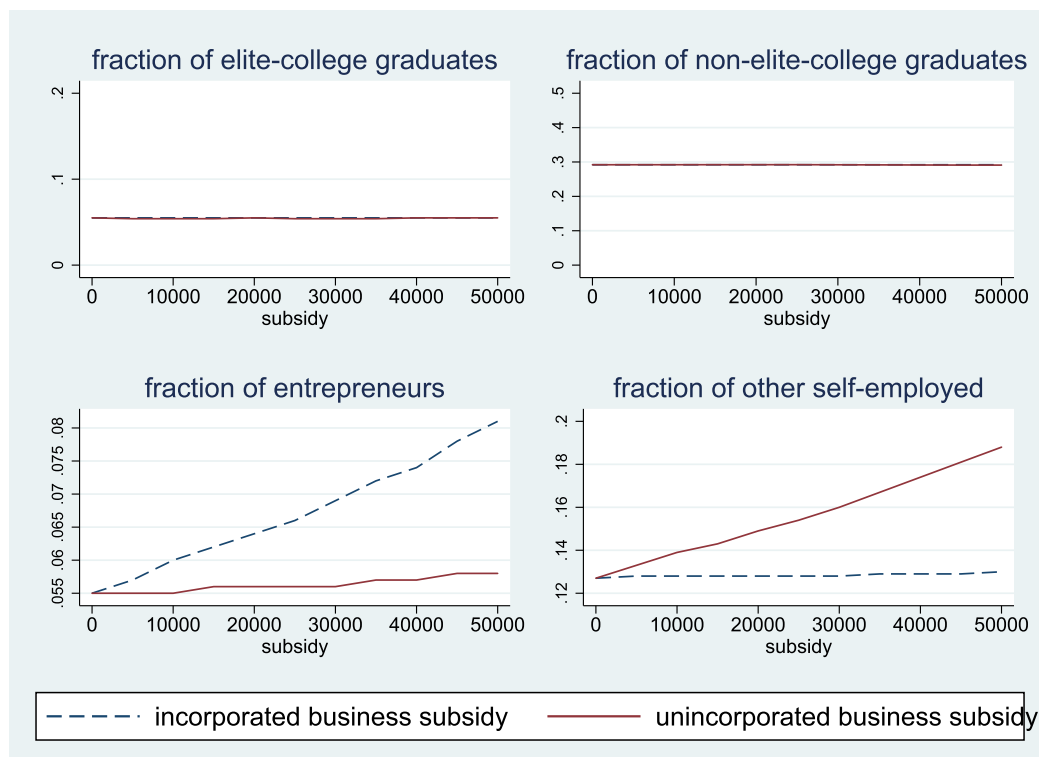 fraction of elite-college graduates
.2
.1
0
0 10000 20000 30000 40000 50000
subsidy
fraction of non-elite-college graduates
.5
.4
.3
.2
.1
0
0 10000 20000 30000 40000 50000
subsidy
fraction of entrepreneurs
.08
.075
.07
.065
.06
.055
0 10000 20000 30000 40000 50000
subsidy
fraction of other self-employed
.2
.18
.16
.14
.12
0 10000 20000 30000 40000 50000
subsidy
incorporated business subsidy
unincorporated business subsidy